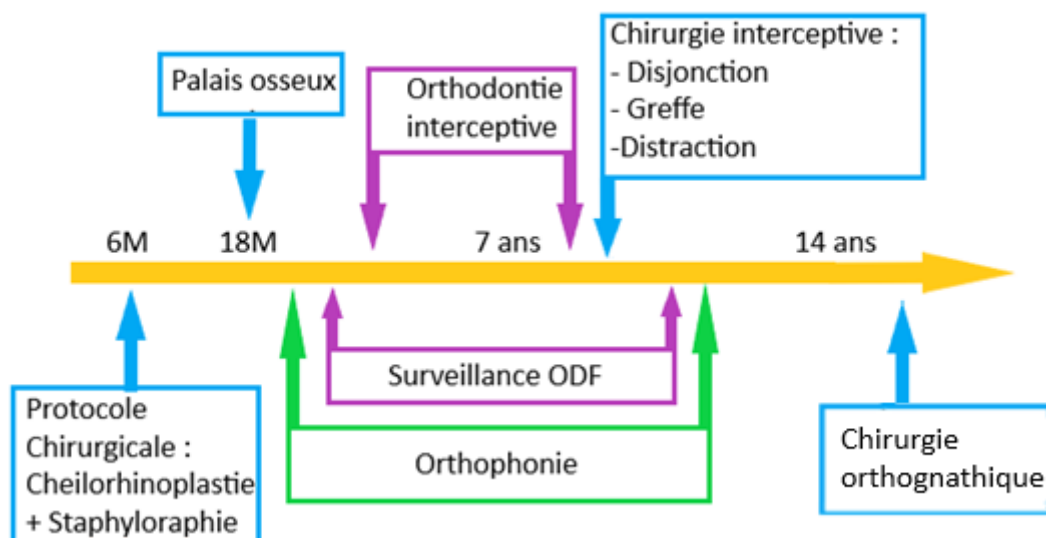 Palais osseux
Orthodontie
interceptive
Chirurgie interceptive :
- Disjonction
- Greffe
-Distraction
6M
18M
7 ans
14 ans
Protocole
Chirurgicale :
Cheilorhinoplastie
+ Staphyloraphie
Surveillance ODF
Orthophonie
Chirurgie
orthognathique